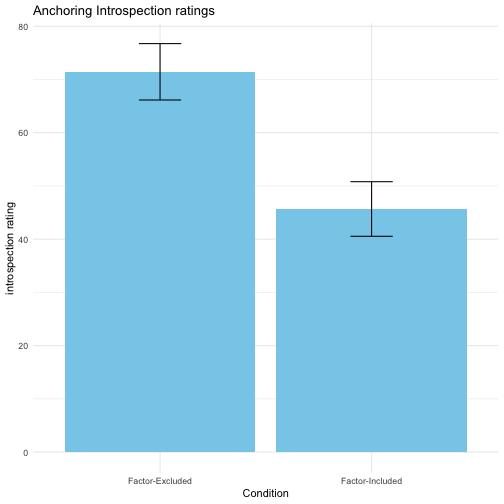 Anchoring Introspection ratings
80
60
40
20
0
introspection rating
Factor-Excluded
Factor-Included
Condition